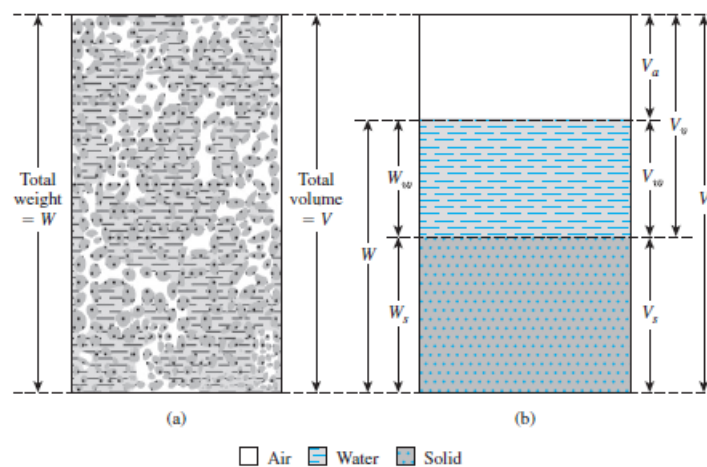 Total
weight
= W
Total
volume
= V
(a)
W
W_w
W_s
V_a
V_w
V_s
V_v
V
(b)
Air
Water
Solid